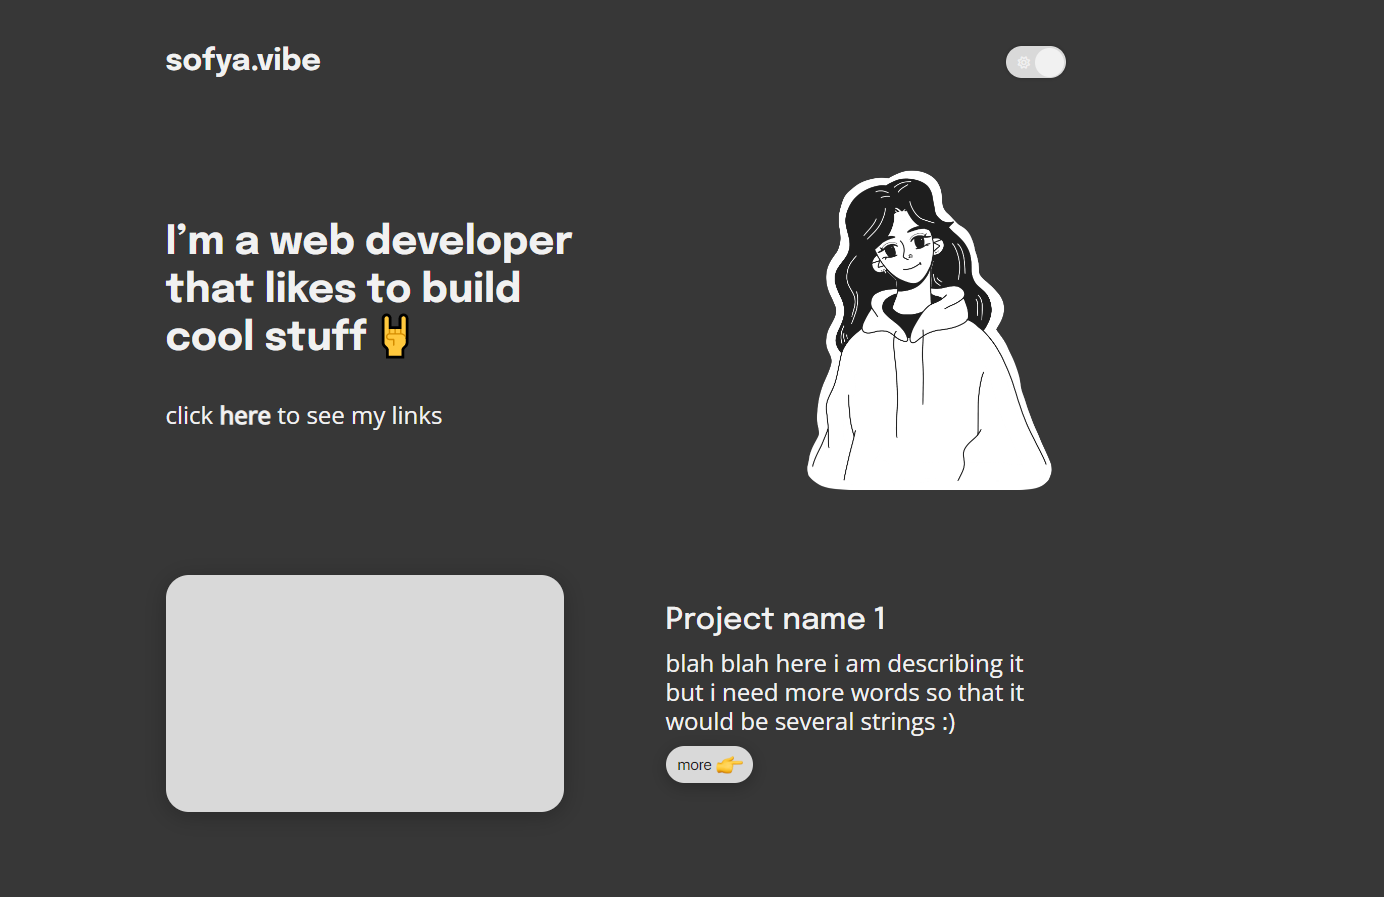 sofya.vibe
I’m a web developer
that likes to build
cool stuff 🤘
click here to see my links
Project name 1
blah blah here i am describing it
but i need more words so that it
would be several strings :)
more 👉